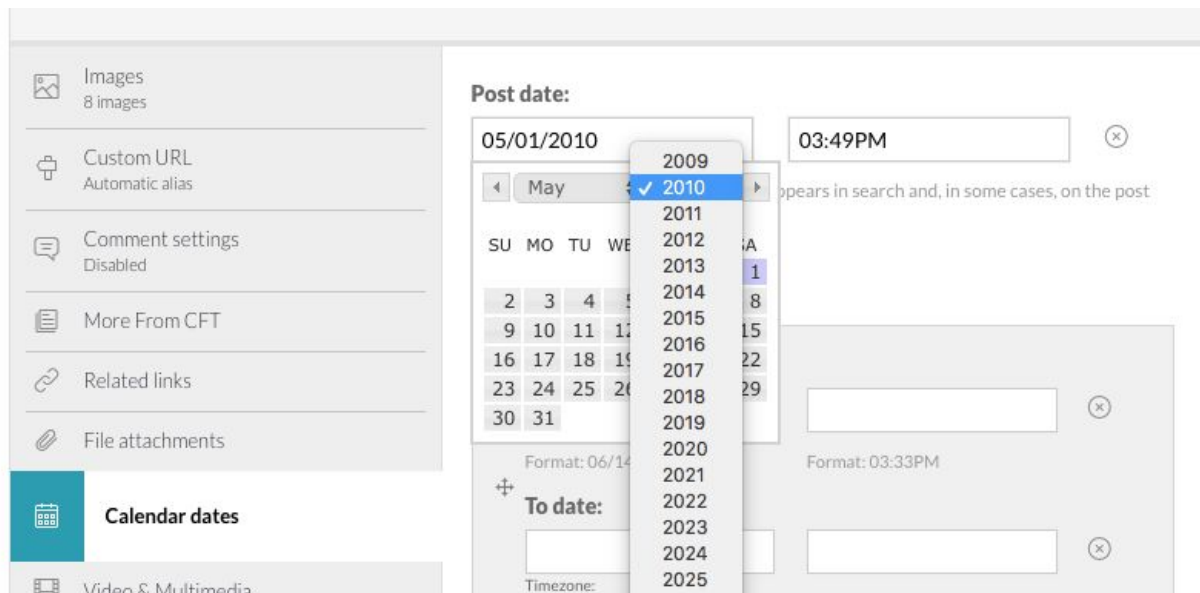 Images
8 images
Custom URL
Automatic alias
Comment settings
Disabled
More From CFT
Related links
File attachments
Calendar dates
Video & Multimedia
Post date:
05/01/2010
03:49PM
May
ppears in search and, in some cases, on the post
SU MO TU WE
1
2 3 4 8
9 10 11 15
16 17 18 22
23 24 25 29
30 31
2009
✓ 2010
2011
2012
2013
2014
2015
2016
2017
2018
2019
2020
2021
2022
2023
2024
2025
Format: 06/14
Format: 03:33PM
To date:
Timezone: